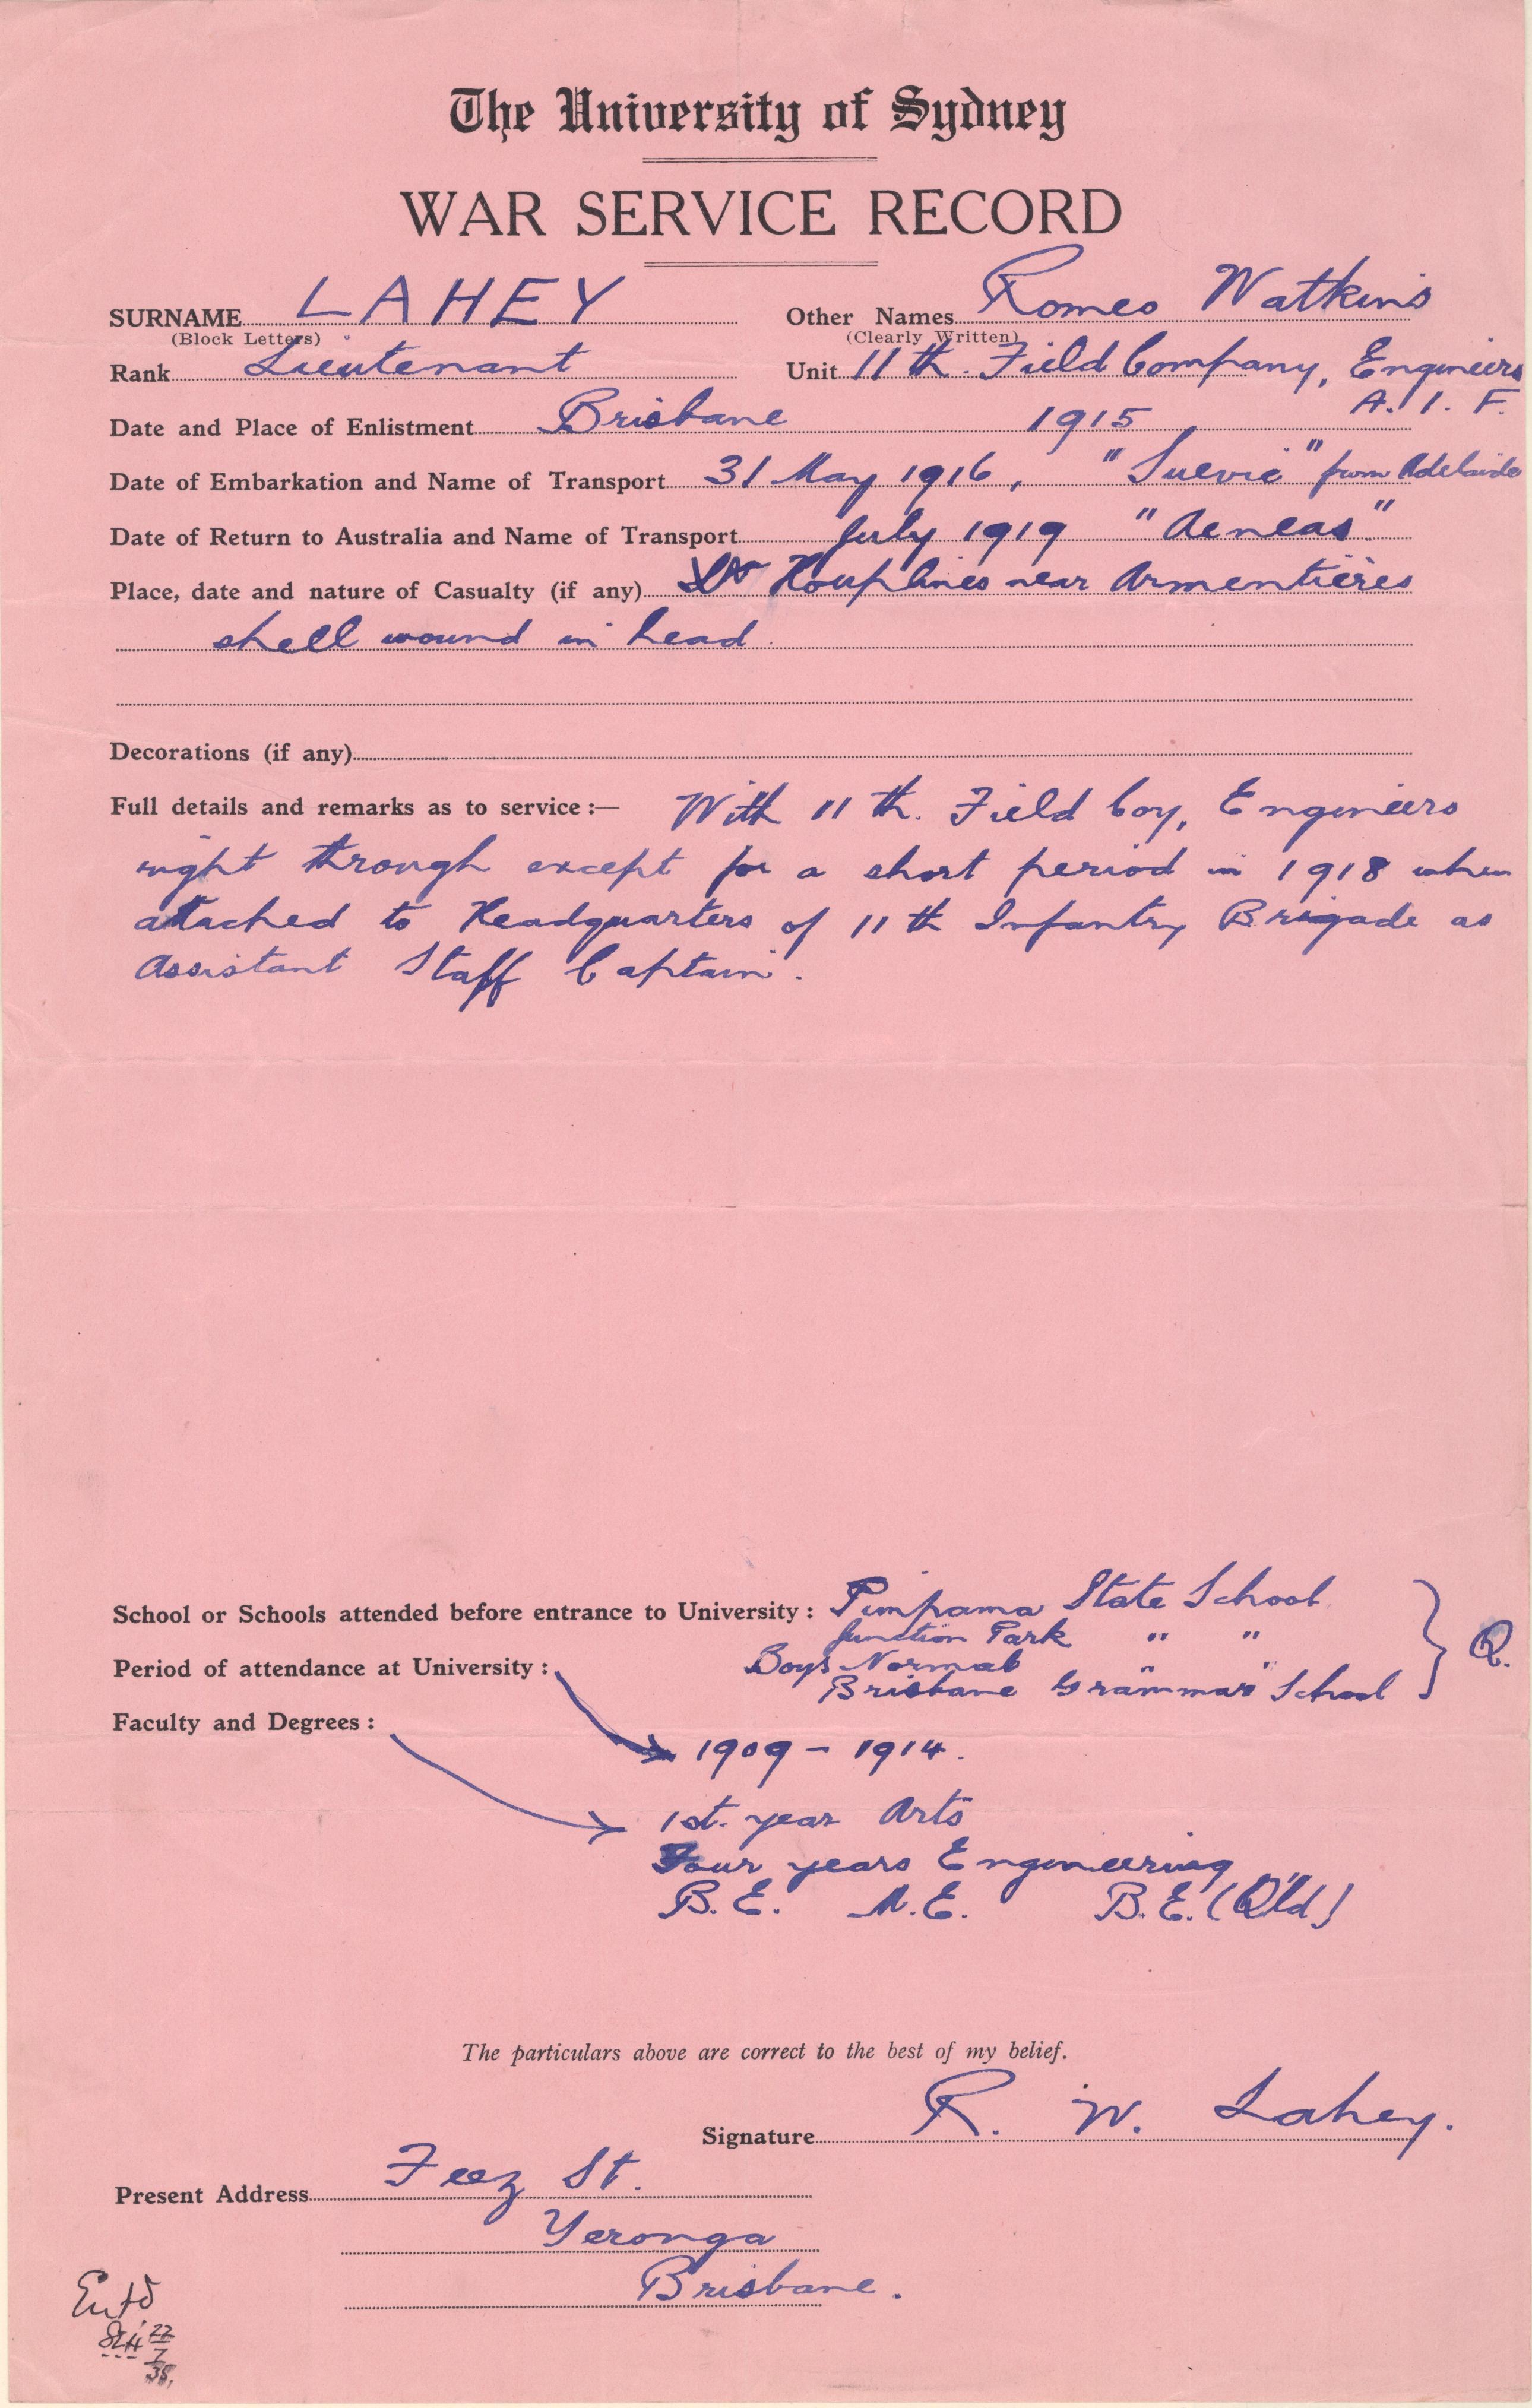 The University of Sydney
WAR SERVICE RECORD
SURNAME LAHEY Other Names Romeo Watkins
(Block Letters) (Clearly Written)
Rank Lieutenant Unit 11th. Field Company, Engineers
A. I. F.
Date and Place of Enlistment Brisbane 1915
Date of Embarkation and Name of Transport 31 May 1916, "Suevic" from Adelaide
Date of Return to Australia and Name of Transport July 1919 "Aeneas"
Place, date and nature of Casualty (if any) Houplines near Armentières
shell wound in head.
Decorations (if any)
Full details and remarks as to service :— With 11th. Field Coy, Engineers
right through except for a short period in 1918 when
attached to Headquarters of 11th Infantry Brigade as
Assistant Staff Captain.
School or Schools attended before entrance to University : Pimpama State School
Junction Park " "
Period of attendance at University : Boys Normal " "
Brisbane Grammar School Q.
Faculty and Degrees :
1909 - 1914.
1st. year Arts
Four years Engineering
B.E. M.E. B.E. (Q'ld)
The particulars above are correct to the best of my belief.
Signature R. W. Lahey.
Present Address Feez St.
Yeronga
Brisbane.
Entd
22
7
38.